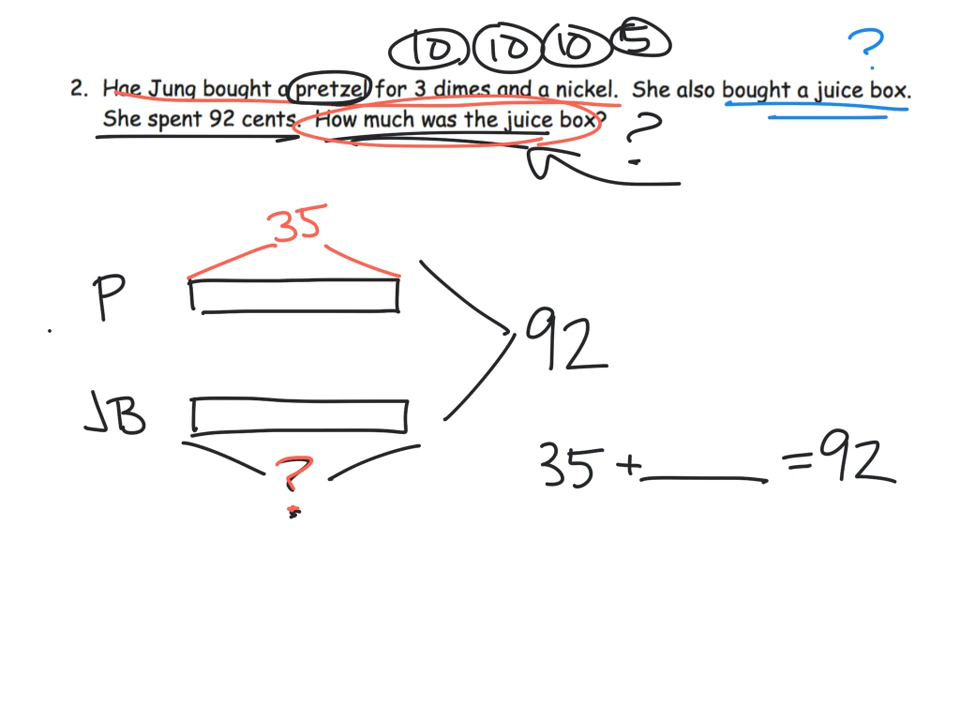 10 10 10 5
?
2. Hae Jung bought a pretzel for 3 dimes and a nickel. She also bought a juice box.
She spent 92 cents. How much was the juice box?
?
35
P
92
JB
?
35 + ____ = 92